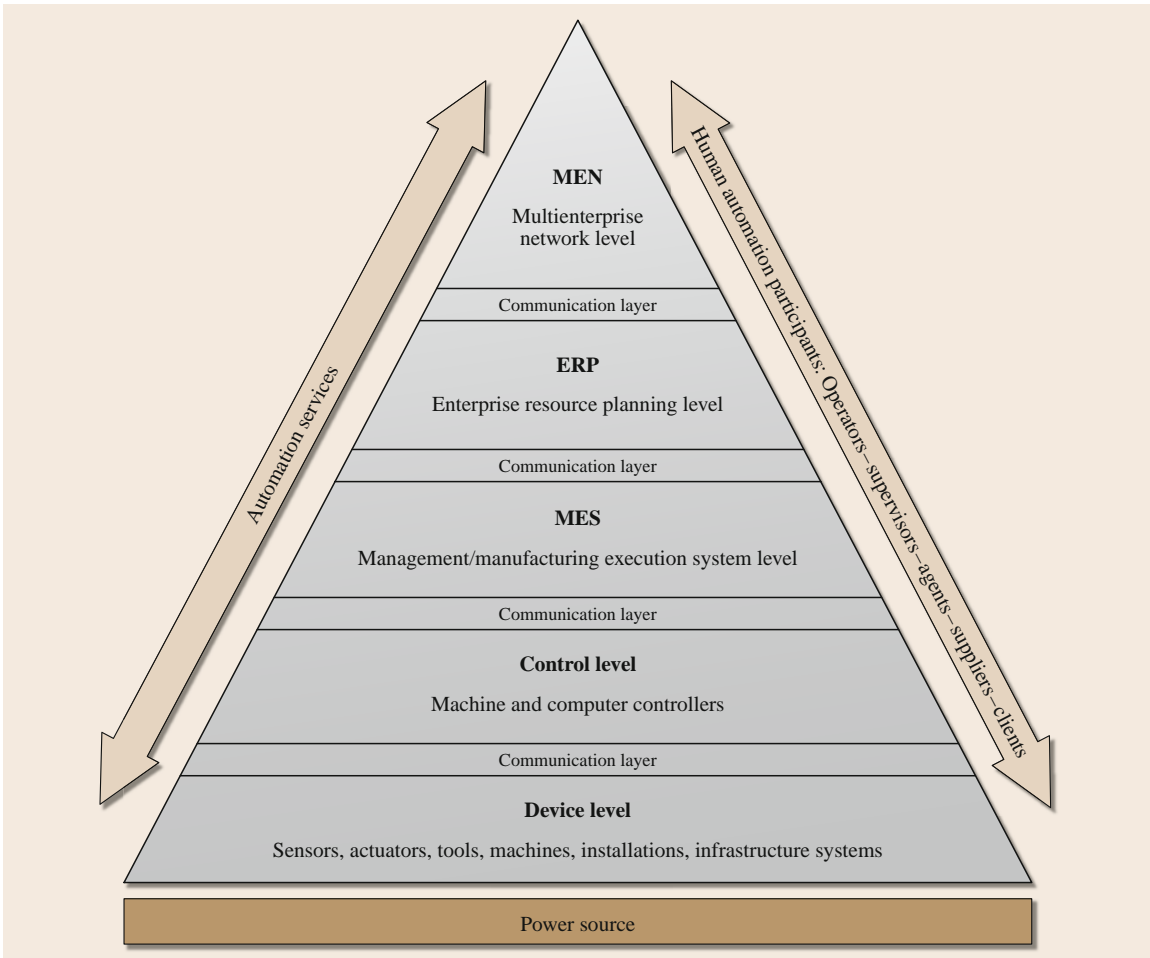 MEN
Multienterprise
network level
Communication layer
ERP
Enterprise resource planning level
Communication layer
MES
Management/manufacturing execution system level
Communication layer
Control level
Machine and computer controllers
Communication layer
Device level
Sensors, actuators, tools, machines, installations, infrastructure systems
Power source
Automation services
Human automation participants: Operators–supervisors–agents–suppliers–clients